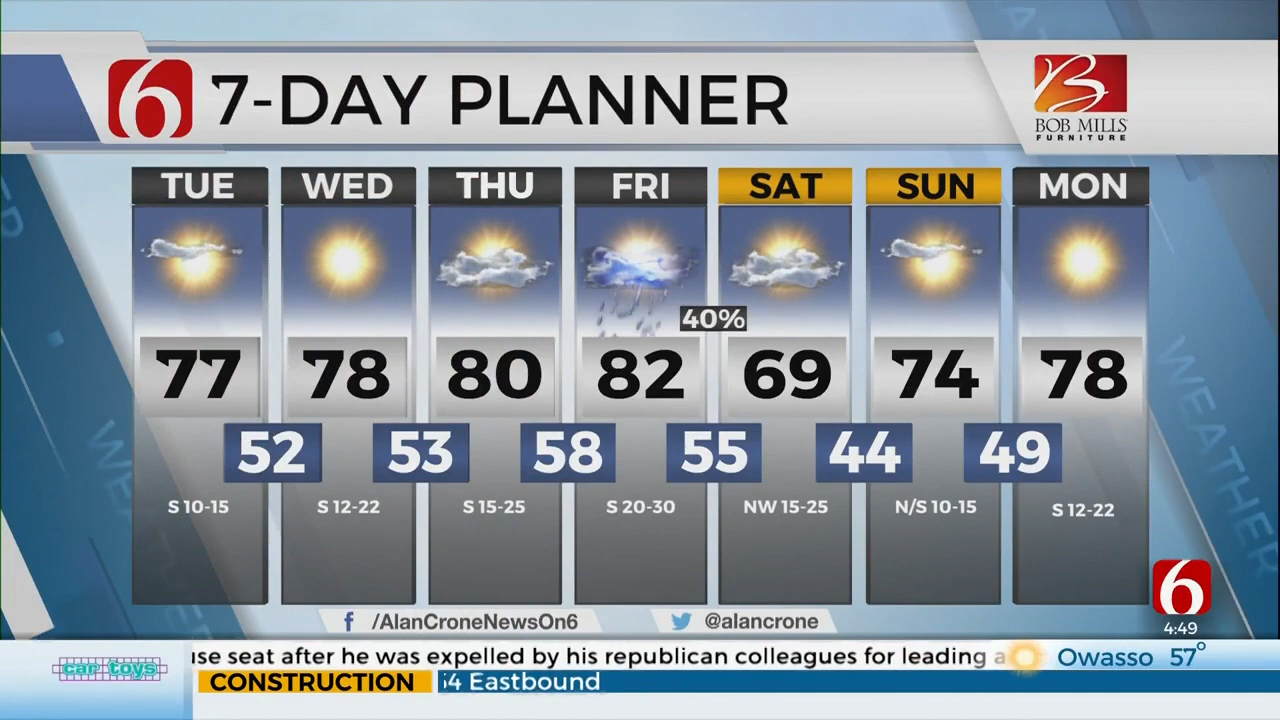 6 7-DAY PLANNER
B
BOB MILLS
FURNITURE
TUE WED THU FRI SAT SUN MON
40%
77 78 80 82 69 74 78
52 53 58 55 44 49
S 10-15 S 12-22 S 15-25 S 20-30 NW 15-25 N/S 10-15 S 12-22
6
f /AlanCroneNewsOn6 @alancrone
4:49
car toys
use seat after he was expelled by his republican colleagues for leading a
Owasso 57°
CONSTRUCTION 64 Eastbound
WEATHER